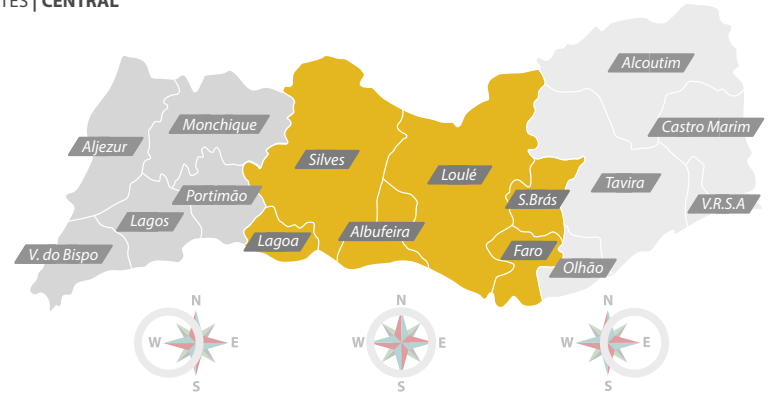 TES | CENTRAL
Alcoutim
Monchique
Castro Marim
Aljezur
Silves
Loulé
Tavira
Portimão
S.Brás
V.R.S.A
Lagos
Albufeira
Lagoa
V. do Bispo
Faro
Olhão
N
N
N
W
E
W
E
W
E
S
S
S